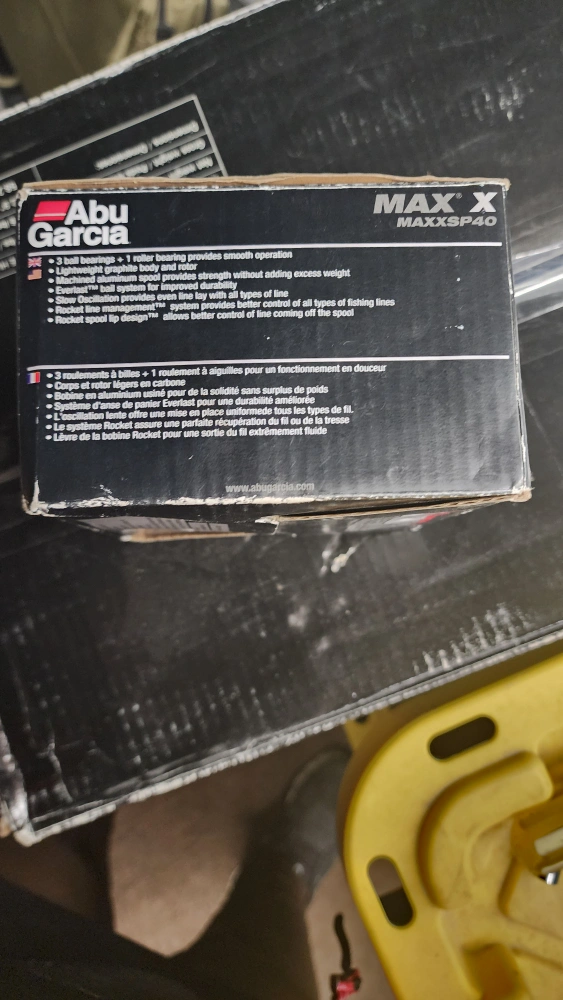 Abu
Garcia
MAX® X
MAXXSP40
• 3 ball bearings + 1 roller bearing provides smooth operation
• Lightweight graphite body and rotor
• Machined aluminum spool provides strength without adding excess weight
• Everlast™ bail system for improved durability
• Slow Oscillation provides even line lay with all types of line
• Rocket line management™ system provides better control of all types of fishing lines
• Rocket spool lip design™ allows better control of line coming off the spool
• 3 roulements à billes + 1 roulement à aiguilles pour un fonctionnement en douceur
• Corps et rotor légers en carbone
• Bobine en aluminium usiné pour de la solidité sans surplus de poids
• Système d'anse de panier Everlast pour une durabilité améliorée
• L'oscillation lente offre une mise en place uniformede tous les types de fil.
• Le système Rocket assure une parfaite récupération du fil ou de la tresse
• Lèvre de la bobine Rocket pour une sortie du fil extrêmement fluide
www.abugarcia.com